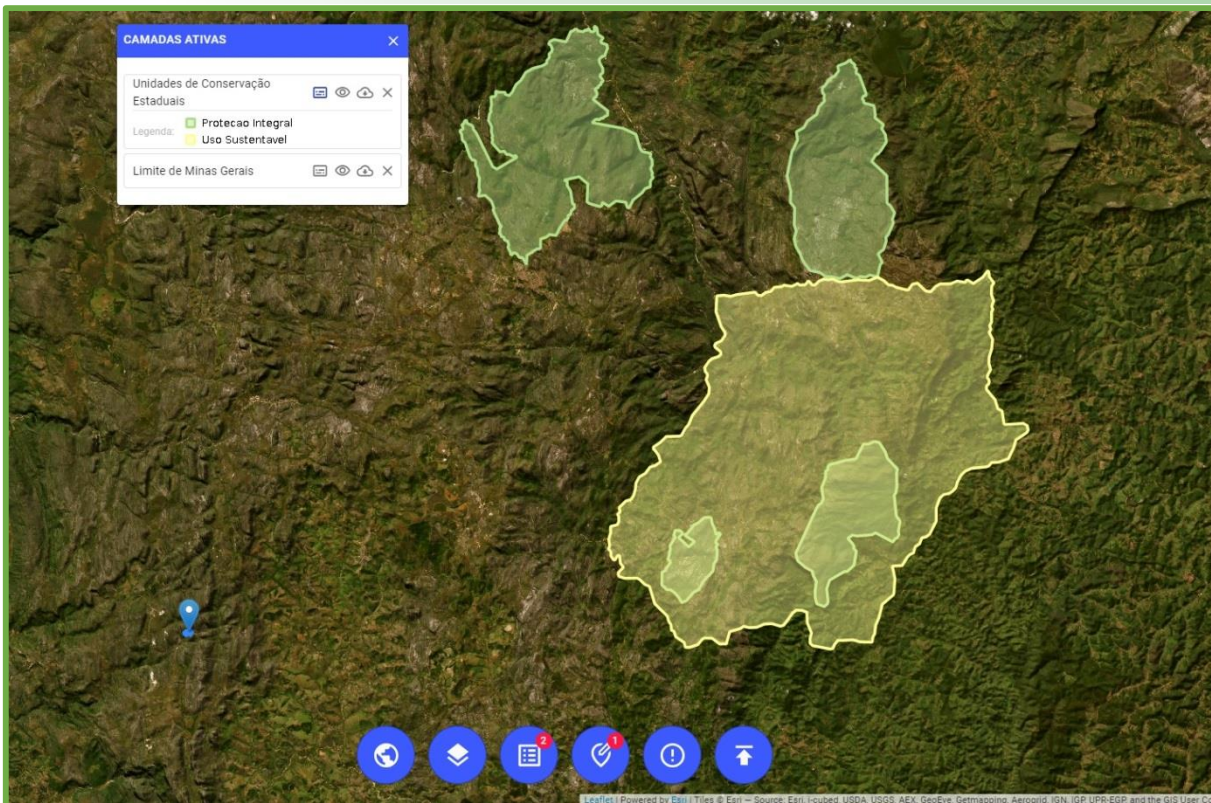 CAMADAS ATIVAS
Unidades de Conservação
Estaduais
Legenda:
Protecao Integral
Uso Sustentavel
Limite de Minas Gerais
2
1
Leaflet | Powered by Esri | Tiles © Esri — Source: Esri, i-cubed, USDA, USGS, AEX, GeoEye, Getmapping, Aerogrid, IGN, IGP, UPR-EGP, and the GIS User